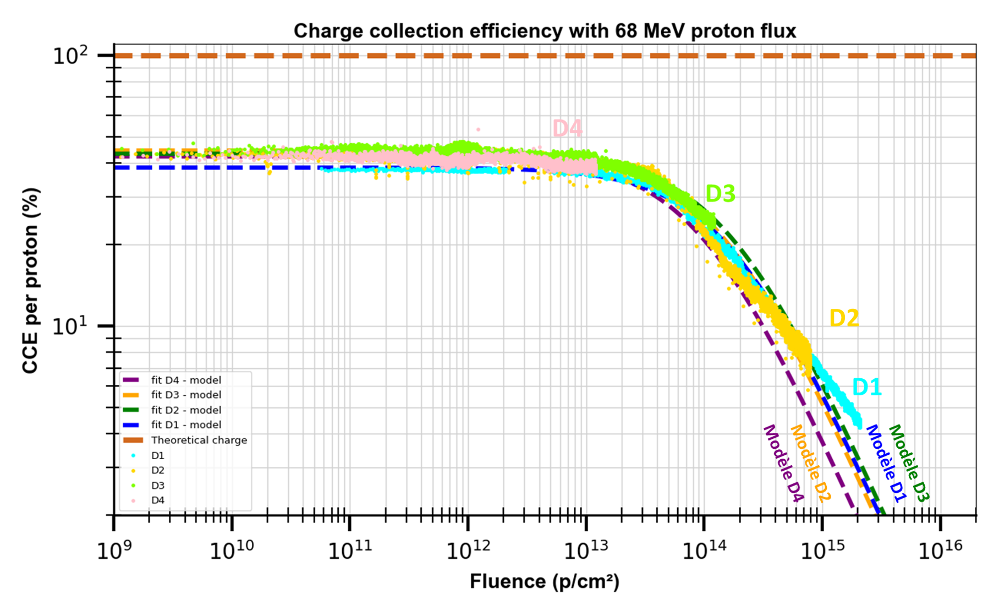 Charge collection efficiency with 68 MeV proton flux
10²
10¹
CCE per proton (%)
D4
D3
D2
D1
Modèle D4
Modèle D2
Modèle D1
Modèle D3
fit D4 - model
fit D3 - model
fit D2 - model
fit D1 - model
Theoretical charge
D1
D2
D3
D4
10⁹ 10¹⁰ 10¹¹ 10¹² 10¹³ 10¹⁴ 10¹⁵ 10¹⁶
Fluence (p/cm²)